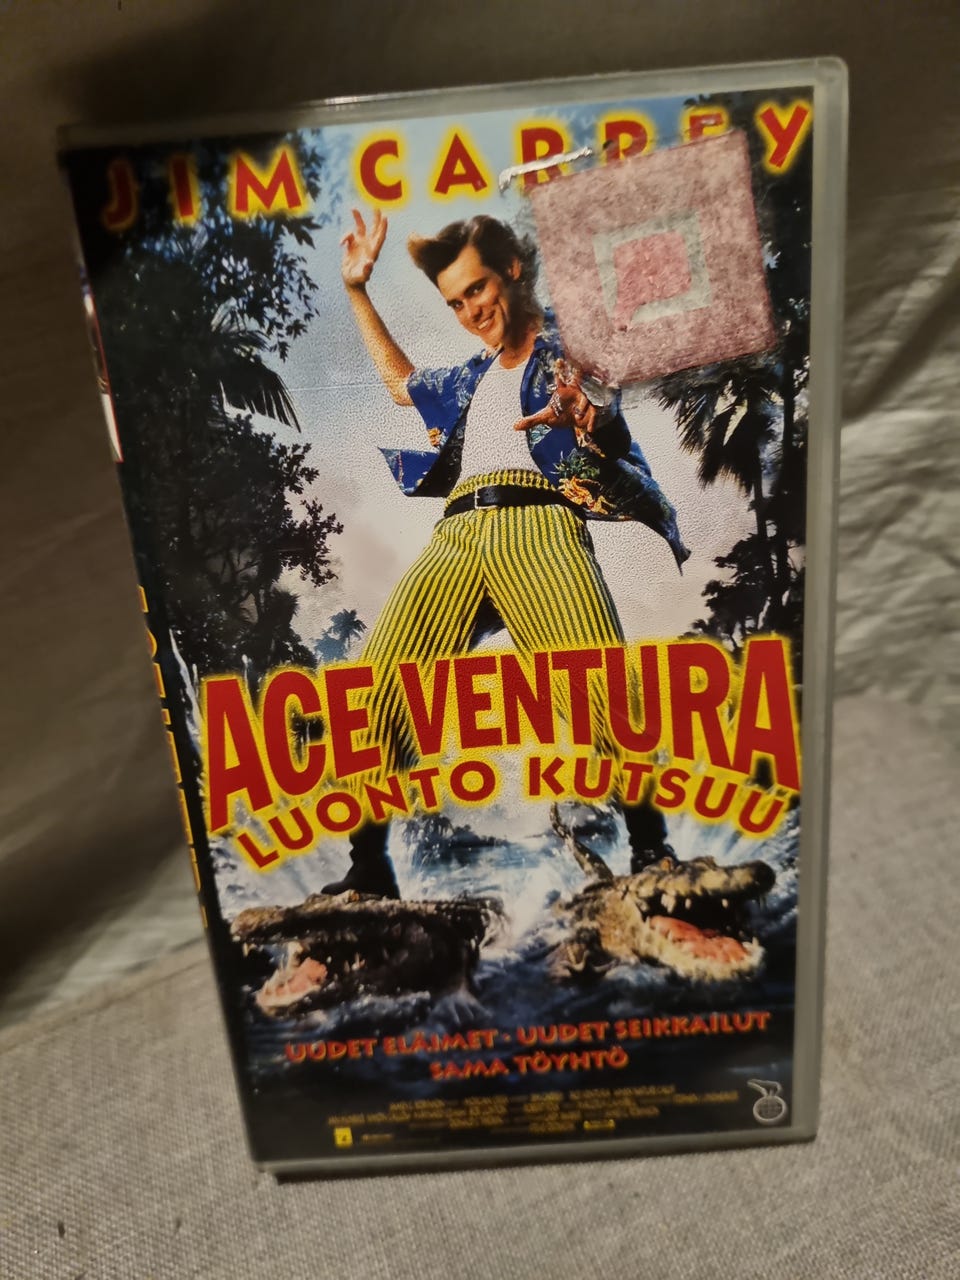 JIM CARREY
ACE VENTURA
LUONTO KUTSUU
UUDET ELÄIMET · UUDET SEIKKAILUT
SAMA TÖYHTÖ